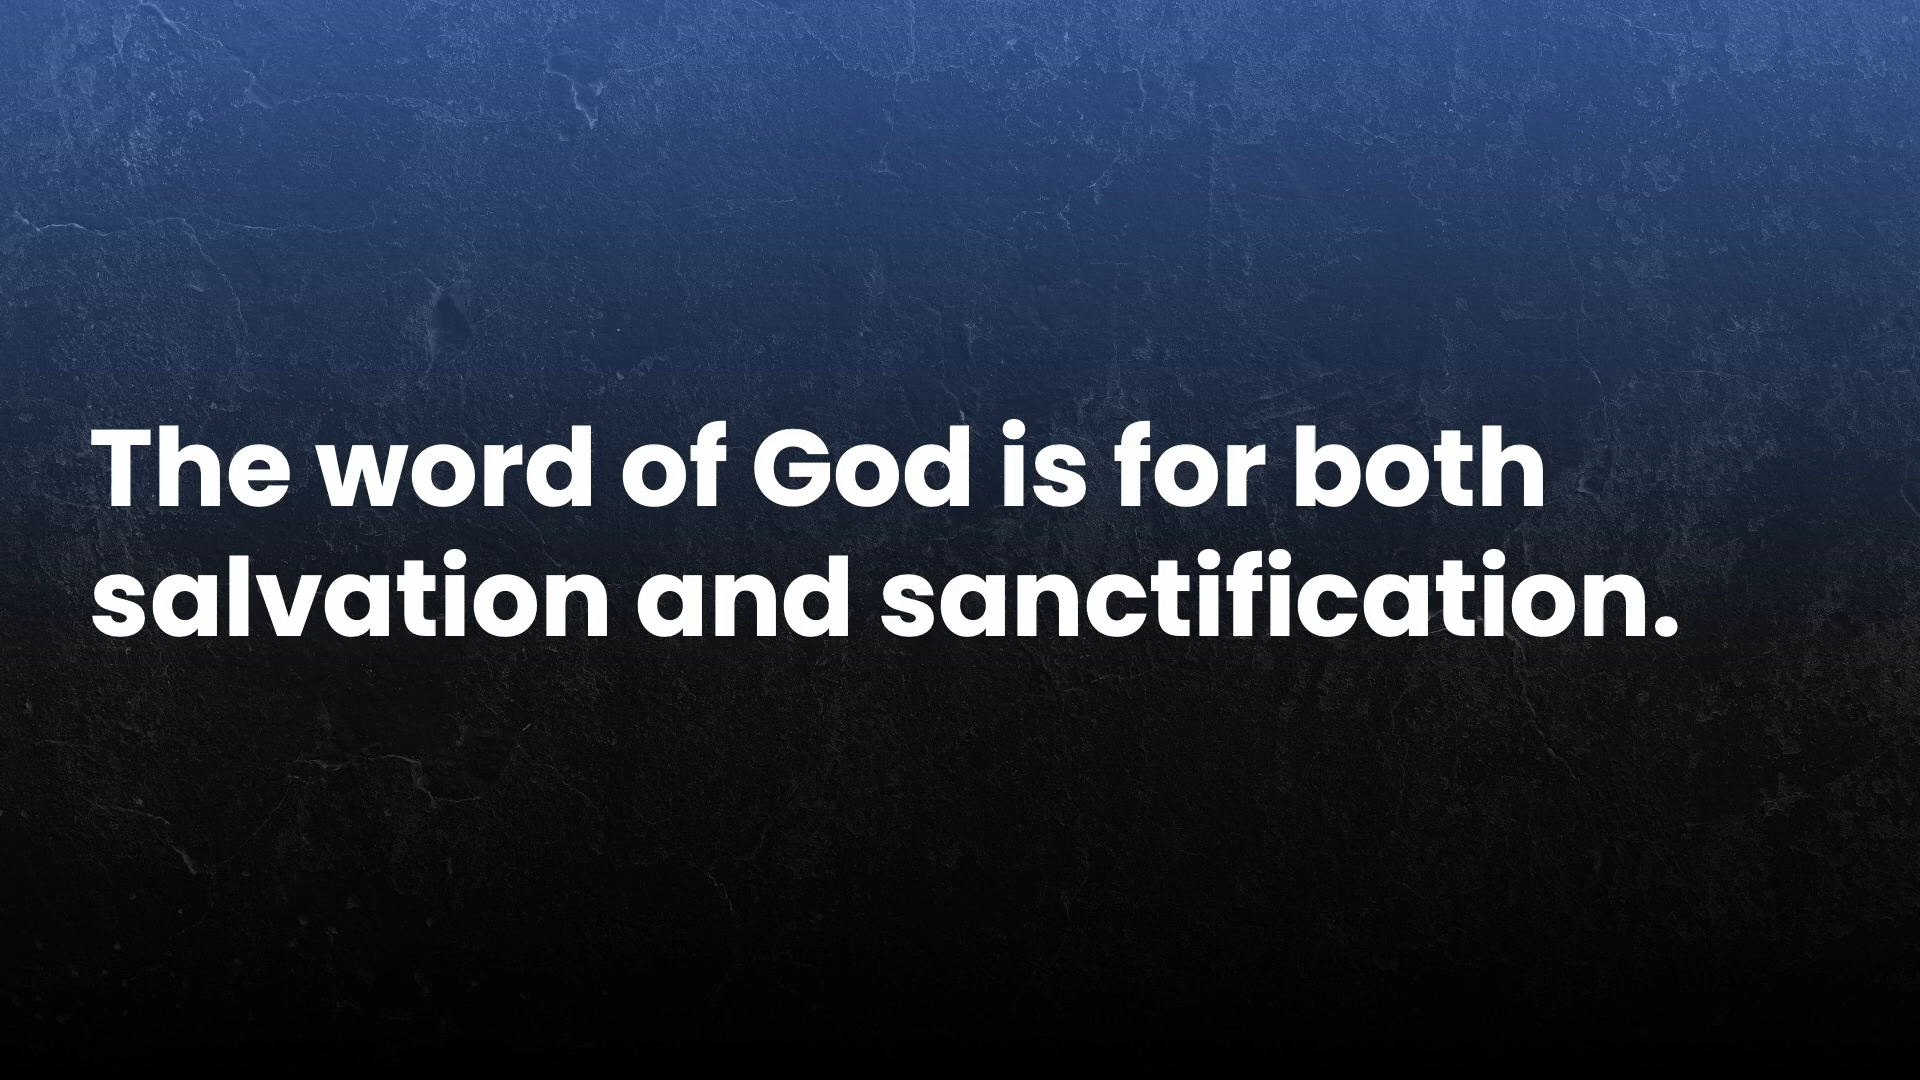 The word of God is for both
salvation and sanctification.